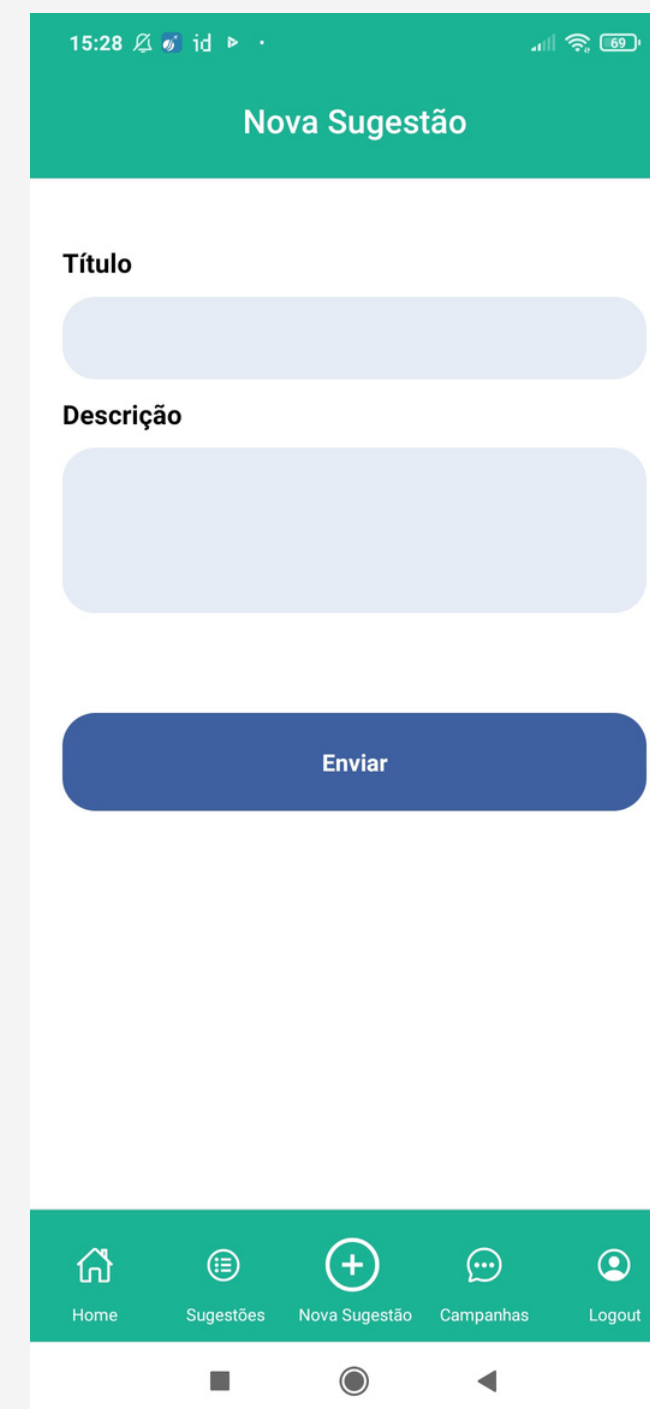 15:28 id 69
Nova Sugestão
Título
Descrição
Enviar
Home Sugestões Nova Sugestão Campanhas Logout